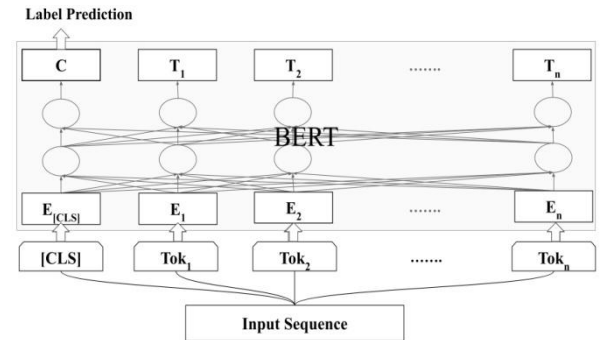 Label Prediction
C T1 T2 ....... Tn
BERT
E[CLS] E1 E2 ....... En
[CLS] Tok1 Tok2 ....... Tokn
Input Sequence